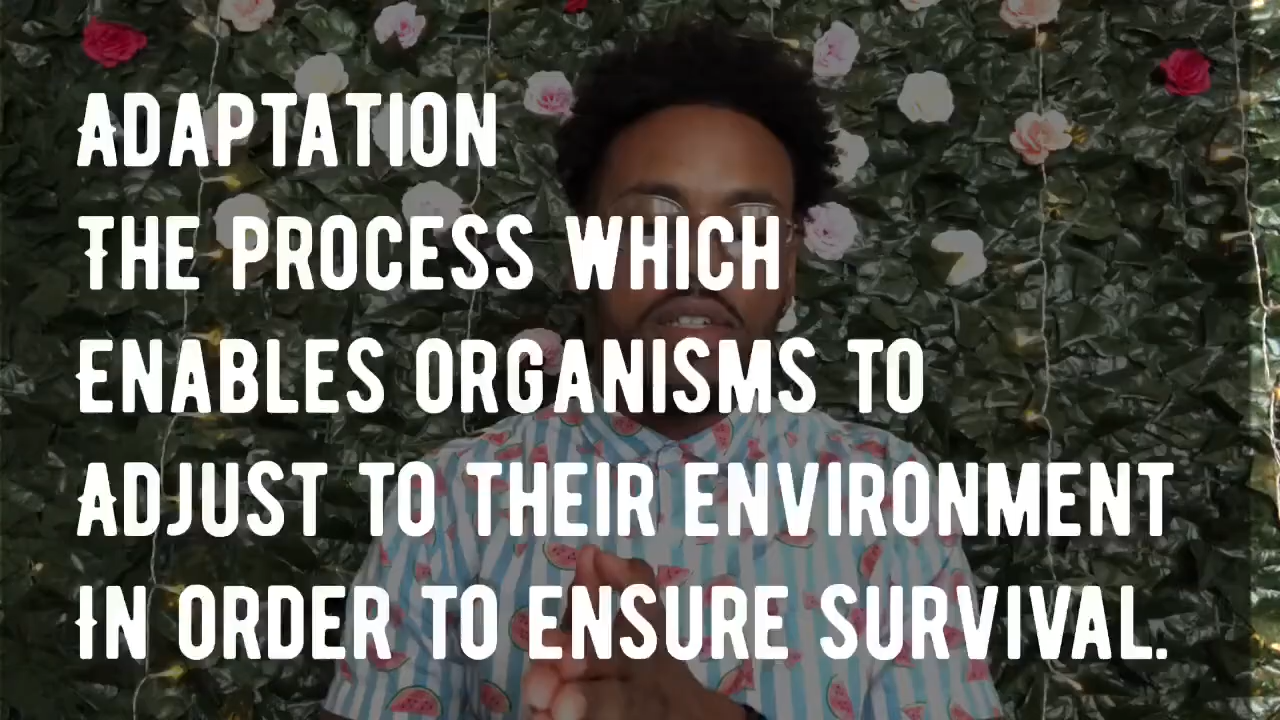 Adaptation
The process which
enables organisms to
adjust to their environment
in order to ensure survival.